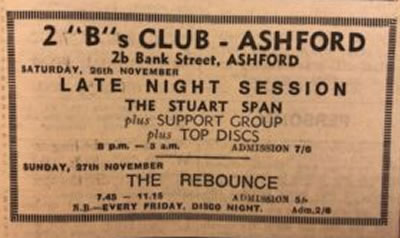 2 "B"s CLUB - ASHFORD
2b Bank Street, ASHFORD
SATURDAY, 26th NOVEMBER
LATE NIGHT SESSION
THE STUART SPAN
plus SUPPORT GROUP
plus TOP DISCS
8 p.m. — 3 a.m. ADMISSION 7/6
SUNDAY, 27th NOVEMBER
THE REBOUNCE
7.45 — 11.15 ADMISSION 5/-
N.B.—EVERY FRIDAY, DISCO NIGHT. Adm. 2/6